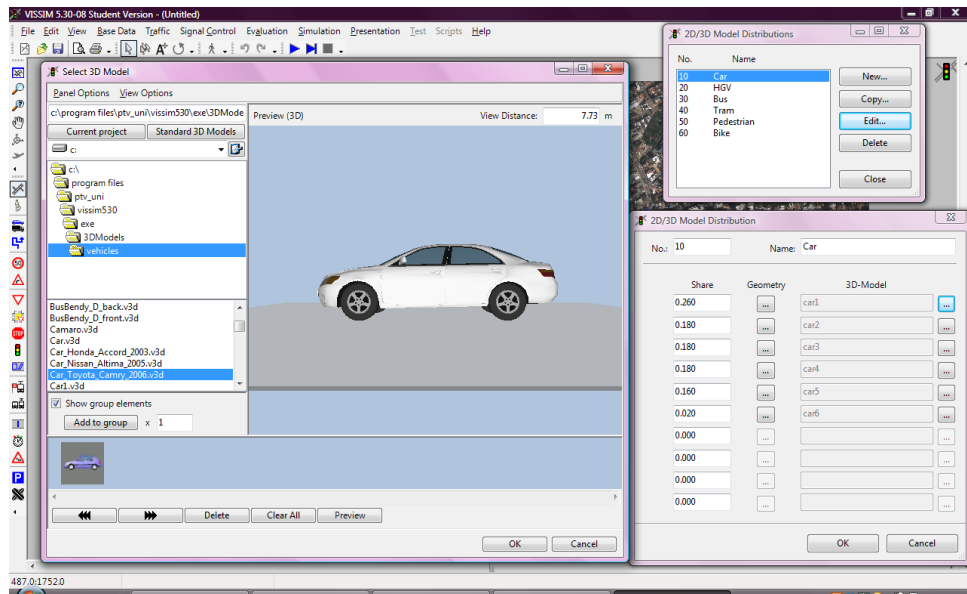 VISSIM 5.30-08 Student Version - (Untitled)
File Edit View Base Data Traffic Signal Control Evaluation Simulation Presentation Test Scripts Help
Select 3D Model
Panel Options View Options
c:\program files\ptv_uni\vissim530\exe\3DMode
Current project Standard 3D Models
c:
c:\
program files
ptv_uni
vissim530
exe
3DModels
vehicles
BusBendy_D_back.v3d
BusBendy_D_front.v3d
Camaro.v3d
Car.v3d
Car_Honda_Accord_2003.v3d
Car_Nissan_Altima_2005.v3d
Car_Toyota_Camry_2006.v3d
Car1.v3d
Show group elements
Add to group x 1
Preview (3D) View Distance: 7.73 m
Delete Clear All Preview
OK Cancel
2D/3D Model Distributions
No. Name
10 Car
20 HGV
30 Bus
40 Tram
50 Pedestrian
60 Bike
New...
Copy...
Edit...
Delete
Close
2D/3D Model Distribution
No.: 10 Name: Car
Share Geometry 3D-Model
0.260 ... car1 ...
0.180 ... car2 ...
0.180 ... car3 ...
0.180 ... car4 ...
0.160 ... car5 ...
0.020 ... car6 ...
0.000 ... ...
0.000 ... ...
0.000 ... ...
0.000 ... ...
OK Cancel
50
STOP
P
487.0:1752.0